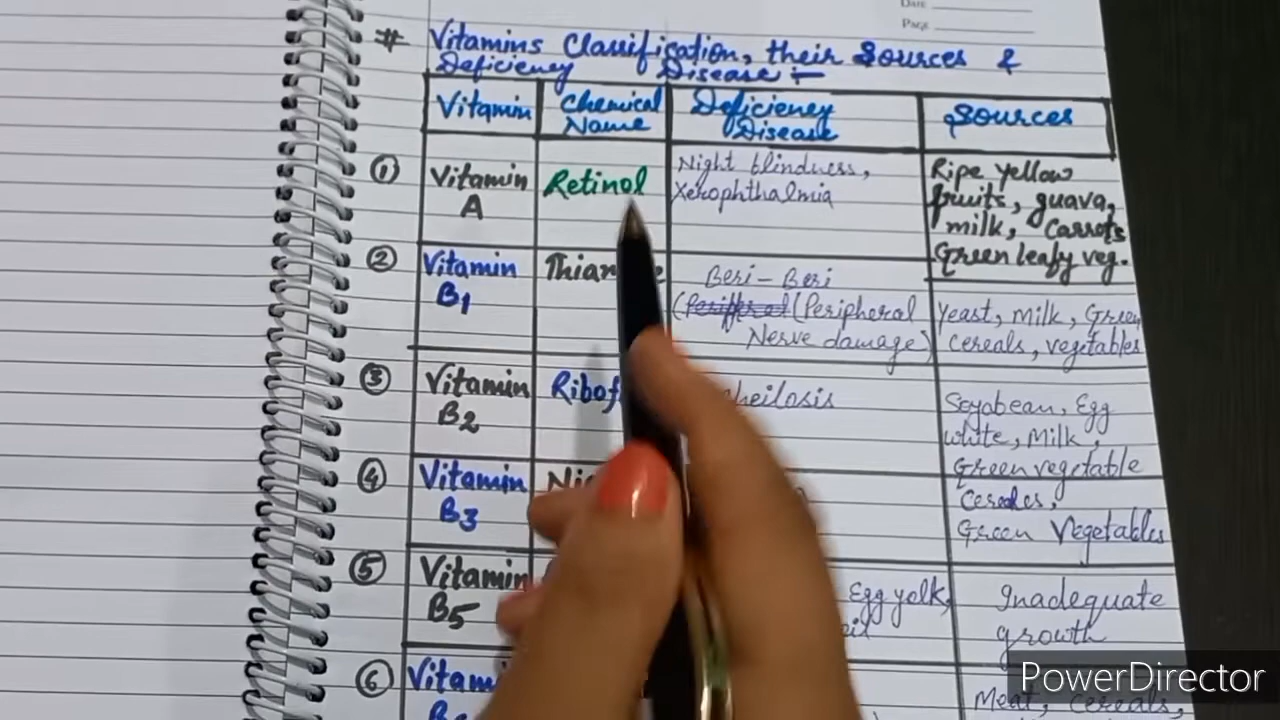 DATE
PAGE
# Vitamins Classification, their Sources &
Deficiency Disease :-
Vitamin Chemical Name Deficiency Disease Sources
① Vitamin A Retinol Night blindness, Xerophthalmia Ripe yellow fruits, guava, milk, Carrots Green leafy veg.
② Vitamin B1 Beri-Beri (Peripheral Nerve damage) Yeast, Milk, Green cereals, vegetables
③ Vitamin B2 Soyabean, Egg white, Milk, Green vegetable
④ Vitamin B3 Cereales, Green Vegetables
⑤ Vitamin B5 Egg yolk, Inadequate growth
⑥ Meat, Cereals,
PowerDirector